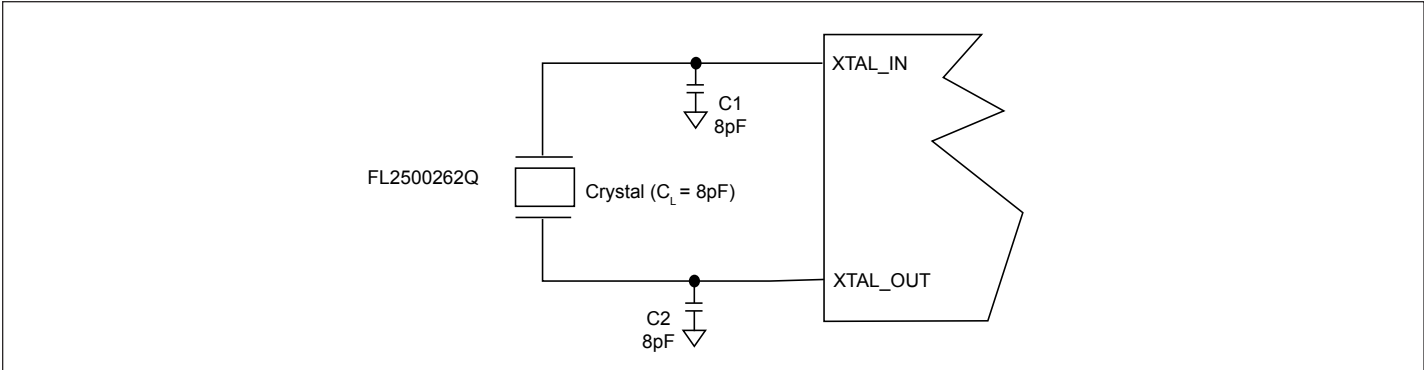 XTAL_IN
C1
8pF
FL2500262Q
Crystal (CL = 8pF)
XTAL_OUT
C2
8pF